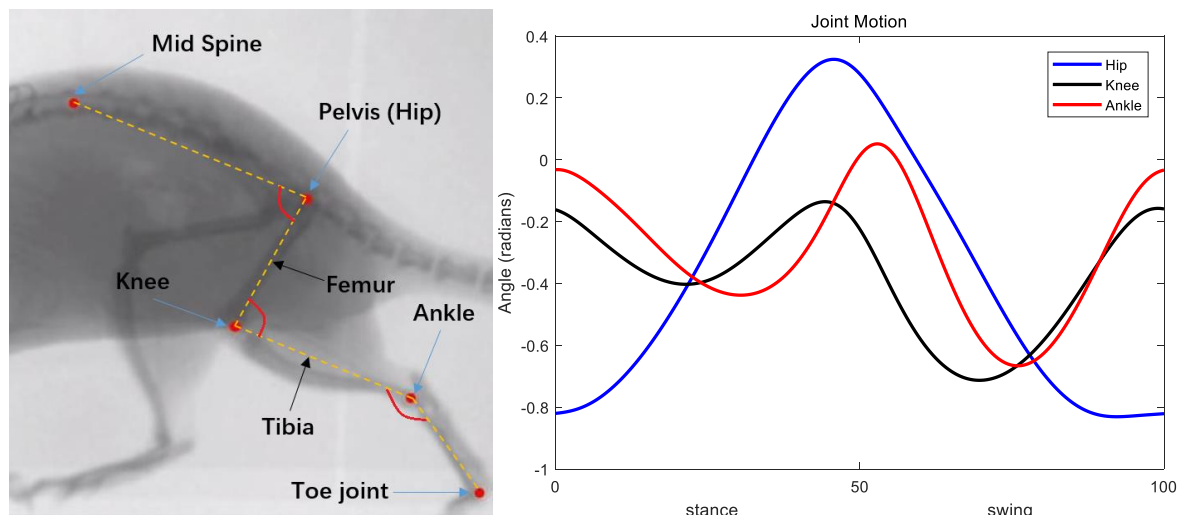 Mid Spine
Pelvis (Hip)
Knee
Femur
Ankle
Tibia
Toe joint
Joint Motion
0.4
0.2
0
-0.2
-0.4
-0.6
-0.8
-1
Angle (radians)
Hip
Knee
Ankle
0
50
100
stance
swing